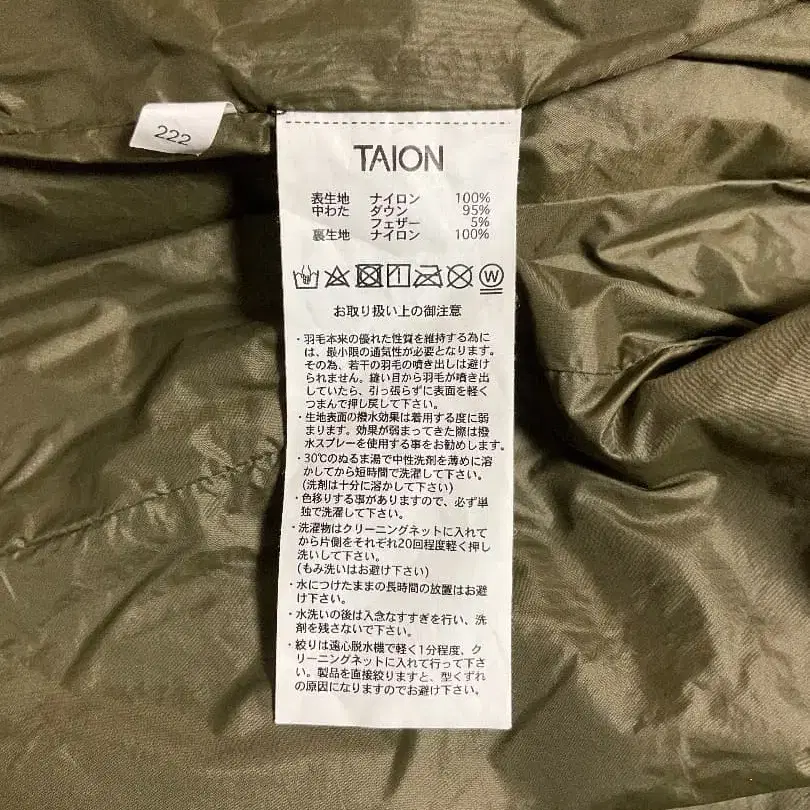 222
TAION
表生地 ナイロン 100%
中わた ダウン 95%
フェザー 5%
裏生地 ナイロン 100%
W
お取り扱い上の御注意
・羽毛本来の優れた性質を維持する為に
は、最小限の通気性が必要となります。
その為、若干の羽毛の噴き出しは避け
られません。縫い目から羽毛が噴き出
していたら、引っ張らずに表面を軽く
つまんで押し戻して下さい。
・生地表面の撥水効果は着用する度に弱
まります。効果が弱まってきた際は撥
水スプレーを使用する事をお勧めします。
・30℃のぬるま湯で中性洗剤を薄めに溶
かしてから短時間で洗濯して下さい。
(洗剤は十分に溶かして下さい)
・色移りする事がありますので、必ず単
独で洗濯して下さい。
・洗濯物はクリーニングネットに入れて
から片側をそれぞれ20回程度軽く押し
洗いして下さい。
(もみ洗いはお避け下さい)
・水につけたままの長時間の放置はお避
け下さい。
・水洗いの後は入念なすすぎを行い、洗
剤を残さないで下さい。
・絞りは遠心脱水機で軽く1分程度、ク
リーニングネットに入れて行って下さ
い。製品を直接絞りますと、型くずれ
の原因になりますのでお避け下さい。